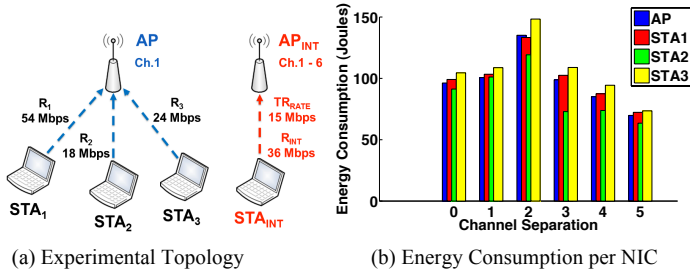 AP
Ch.1
AP_INT
Ch.1 - 6
R_1
54 Mbps
R_2
18 Mbps
R_3
24 Mbps
TR_RATE
15 Mbps
R_INT
36 Mbps
STA_1
STA_2
STA_3
STA_INT
(a) Experimental Topology
Energy Consumption (Joules)
150
100
50
0
0 1 2 3 4 5
Channel Separation
AP
STA1
STA2
STA3
(b) Energy Consumption per NIC